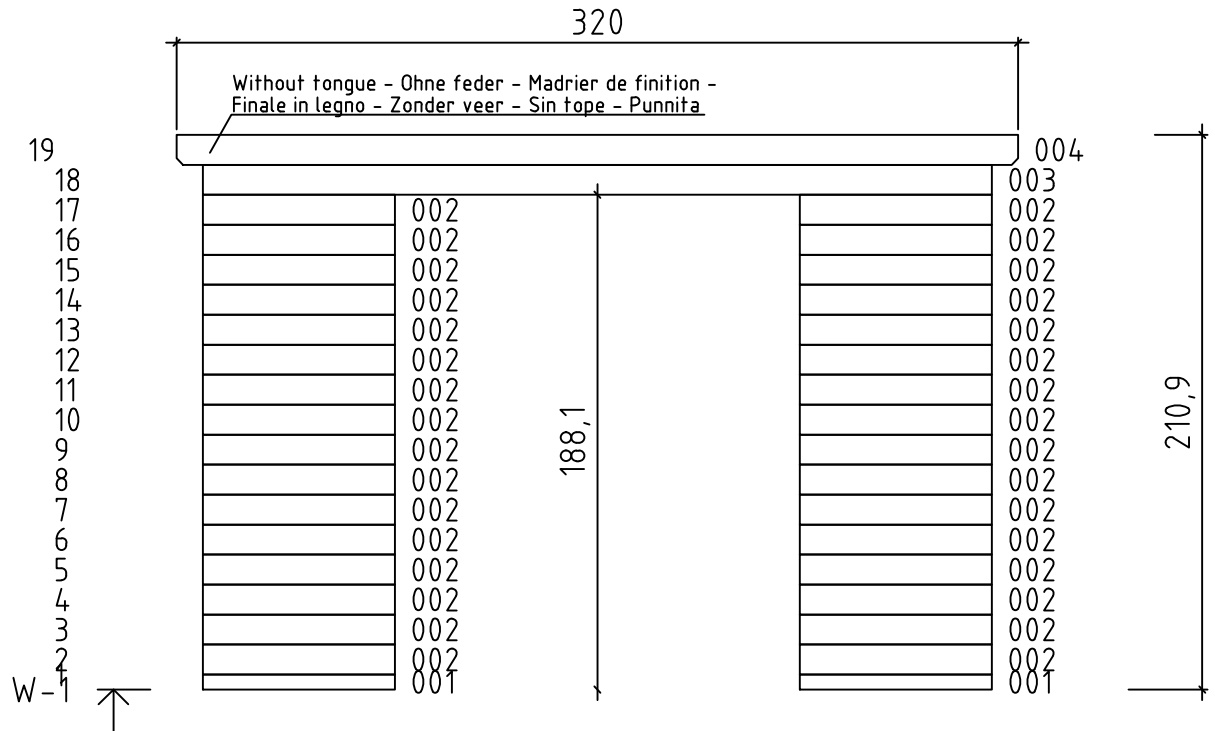 320
Without tongue - Ohne feder - Madrier de finition -
Finale in legno - Zonder veer - Sin tope - Punnita
19 004
18 003
17 002 002
16 002 002
15 002 002
14 002 002
13 002 002
12 002 002
11 002 002
10 002 002
9 002 002
8 002 002
7 002 002
6 002 002
5 002 002
4 002 002
3 002 002
2 002 002
1 001 001
W-1
188,1
210,9